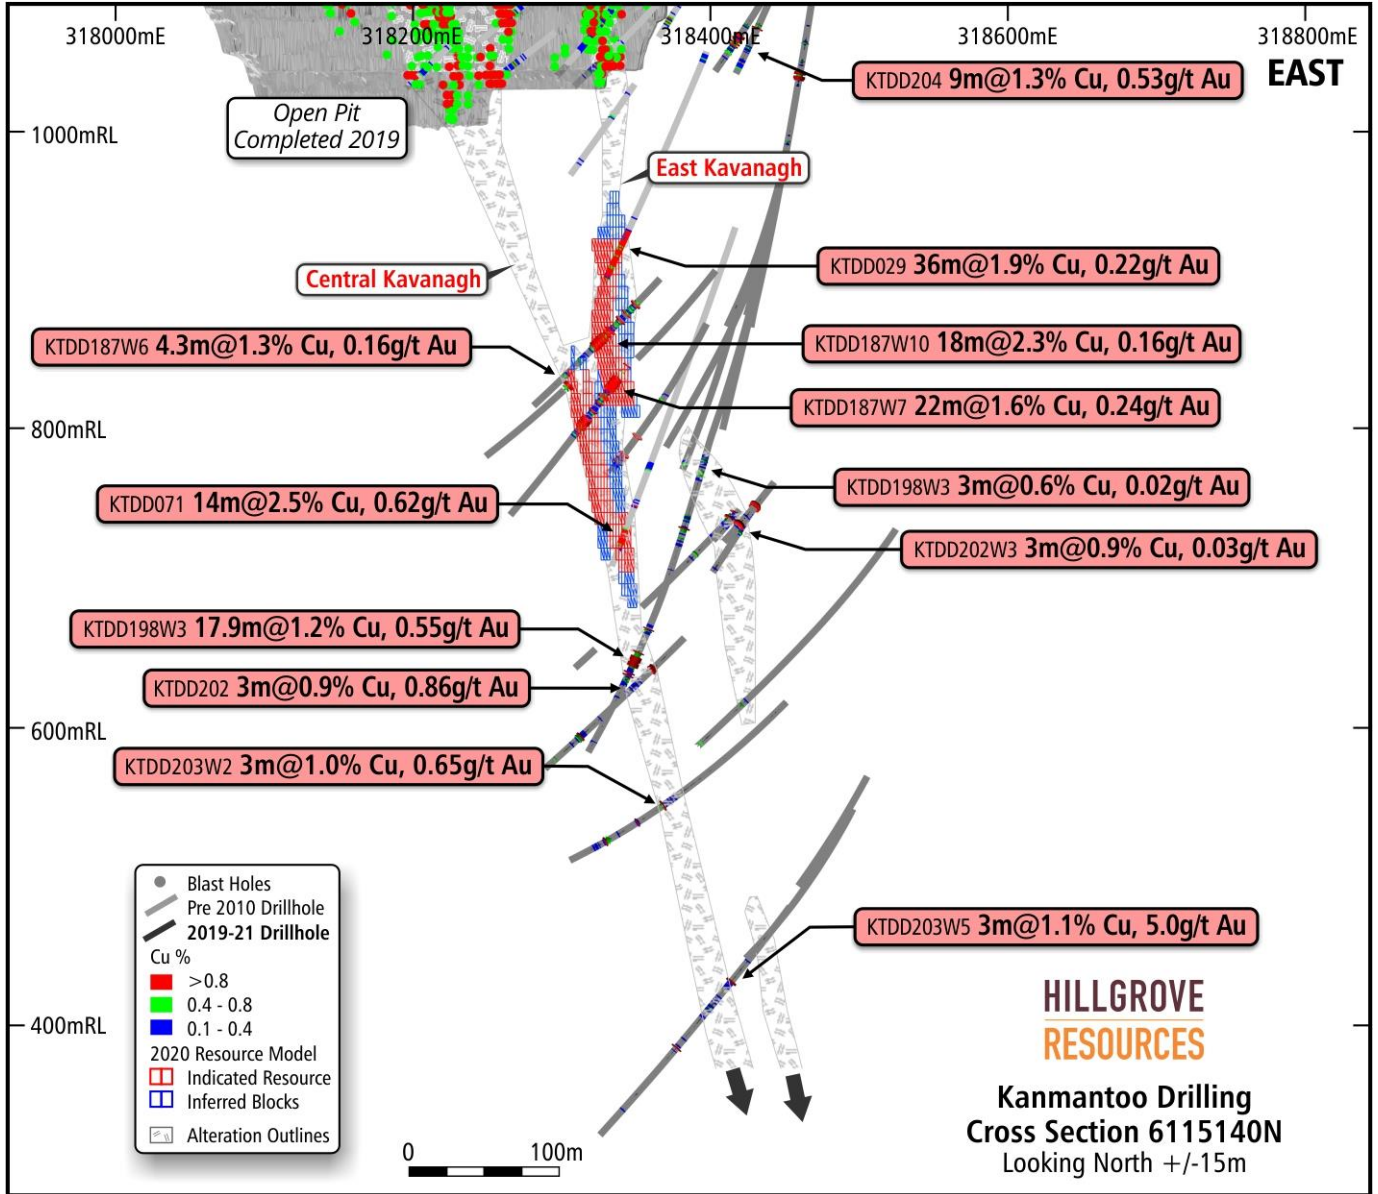 318000mE
318200mE
318400mE
318600mE
318800mE
EAST
KTDD204 9m@1.3% Cu, 0.53g/t Au
Open Pit
Completed 2019
1000mRL
East Kavanagh
KTDD029 36m@1.9% Cu, 0.22g/t Au
Central Kavanagh
KTDD187W6 4.3m@1.3% Cu, 0.16g/t Au
KTDD187W10 18m@2.3% Cu, 0.16g/t Au
KTDD187W7 22m@1.6% Cu, 0.24g/t Au
800mRL
KTDD198W3 3m@0.6% Cu, 0.02g/t Au
KTDD071 14m@2.5% Cu, 0.62g/t Au
KTDD202W3 3m@0.9% Cu, 0.03g/t Au
KTDD198W3 17.9m@1.2% Cu, 0.55g/t Au
KTDD202 3m@0.9% Cu, 0.86g/t Au
600mRL
KTDD203W2 3m@1.0% Cu, 0.65g/t Au
Blast Holes
Pre 2010 Drillhole
2019-21 Drillhole
Cu %
>0.8
0.4 - 0.8
0.1 - 0.4
2020 Resource Model
Indicated Resource
Inferred Blocks
Alteration Outlines
KTDD203W5 3m@1.1% Cu, 5.0g/t Au
400mRL
HILLGROVE
RESOURCES
Kanmantoo Drilling
Cross Section 6115140N
Looking North +/-15m
0 100m